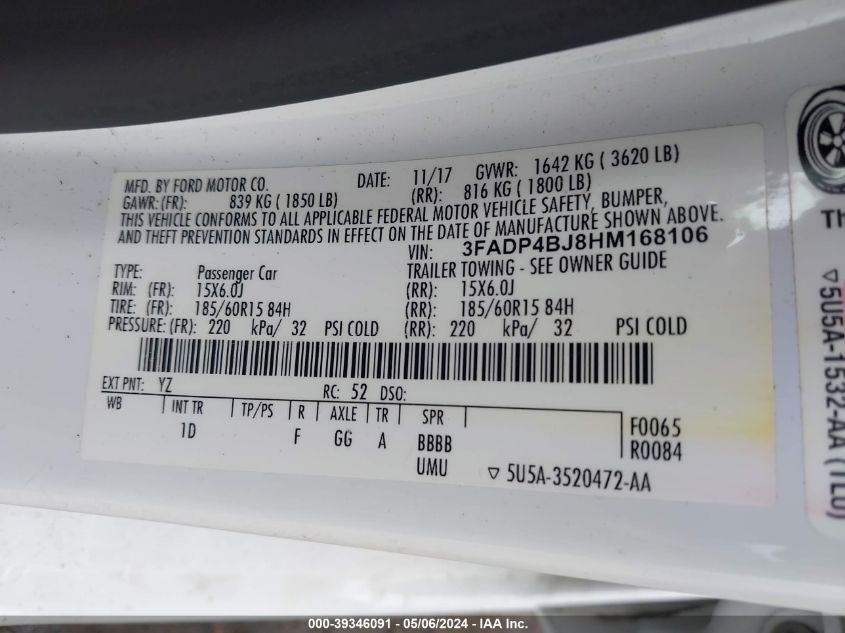 MFD. BY FORD MOTOR CO. DATE: 11/17 GVWR: 1642 KG ( 3620 LB)
GAWR: (FR): 839 KG ( 1850 LB) (RR): 816 KG ( 1800 LB)
THIS VEHICLE CONFORMS TO ALL APPLICABLE FEDERAL MOTOR VEHICLE SAFETY, BUMPER,
AND THEFT PREVENTION STANDARDS IN EFFECT ON THE DATE OF MANUFACTURE SHOWN ABOVE.
VIN: 3FADP4BJ8HM168106
TYPE: Passenger Car TRAILER TOWING - SEE OWNER GUIDE
RIM: (FR): 15X6.0J (RR): 15X6.0J
TIRE: (FR): 185/60R15 84H (RR): 185/60R15 84H
PRESSURE: (FR): 220 kPa/ 32 PSI COLD (RR): 220 kPa/ 32 PSI COLD
EXT PNT: YZ RC: 52 DSO:
WB INT TR TP/PS R AXLE TR SPR
1D F GG A BBBB
UMU
F0065
R0084
▽ 5U5A-3520472-AA
▽5U5A-1532-AA (TLU)
000-39346091 - 05/06/2024 - IAA Inc.